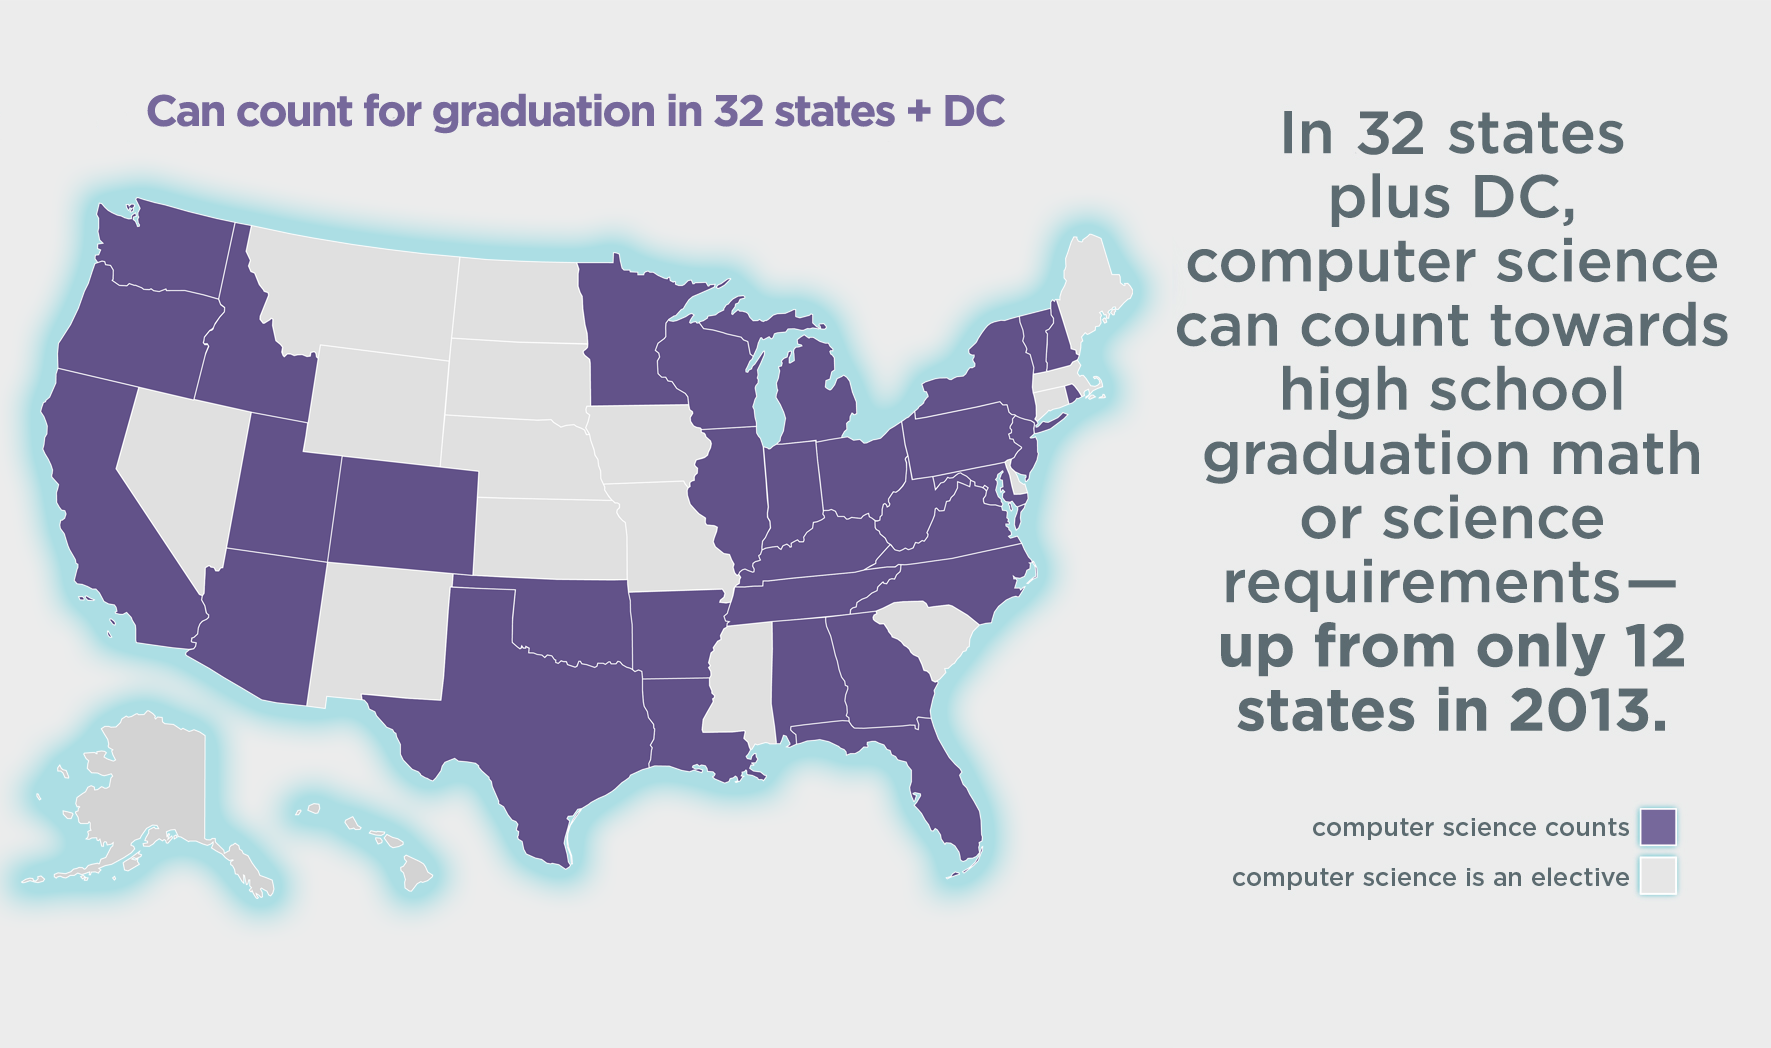 Can count for graduation in 32 states + DC
In 32 states
plus DC,
computer science
can count towards
high school
graduation math
or science
requirements—
up from only 12
states in 2013.
computer science counts
computer science is an elective